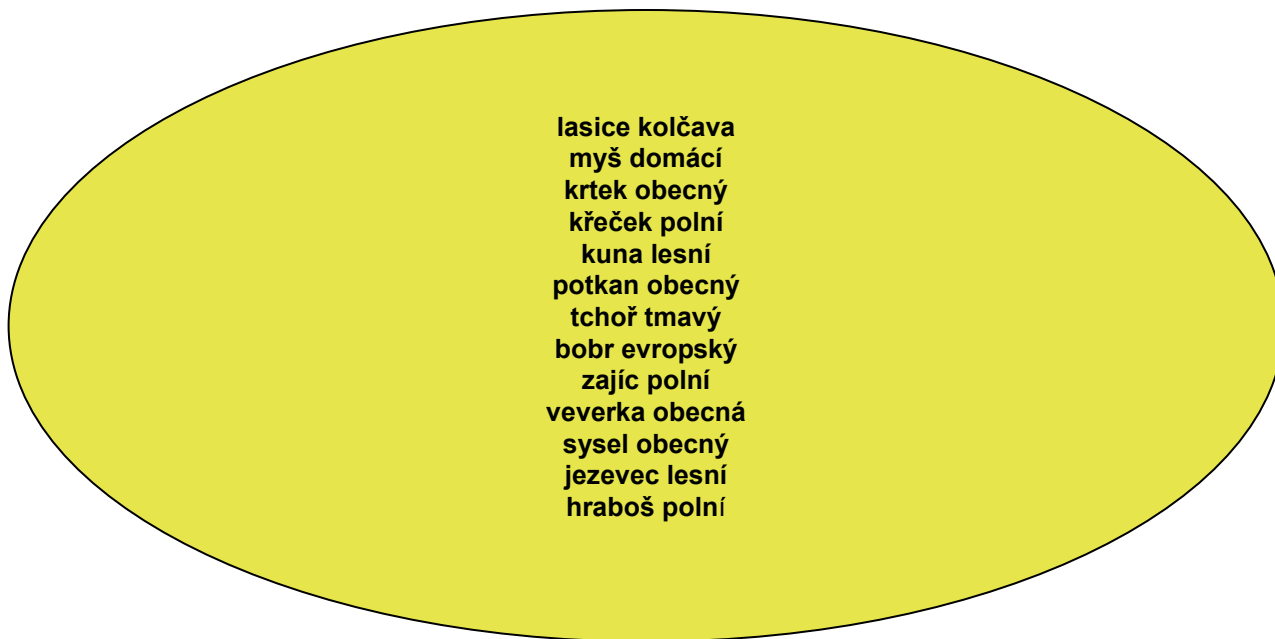 lasice kolčava
myš domácí
krtek obecný
křeček polní
kuna lesní
potkan obecný
tchoř tmavý
bobr evropský
zajíc polní
veverka obecná
sysel obecný
jezevec lesní
hraboš polní